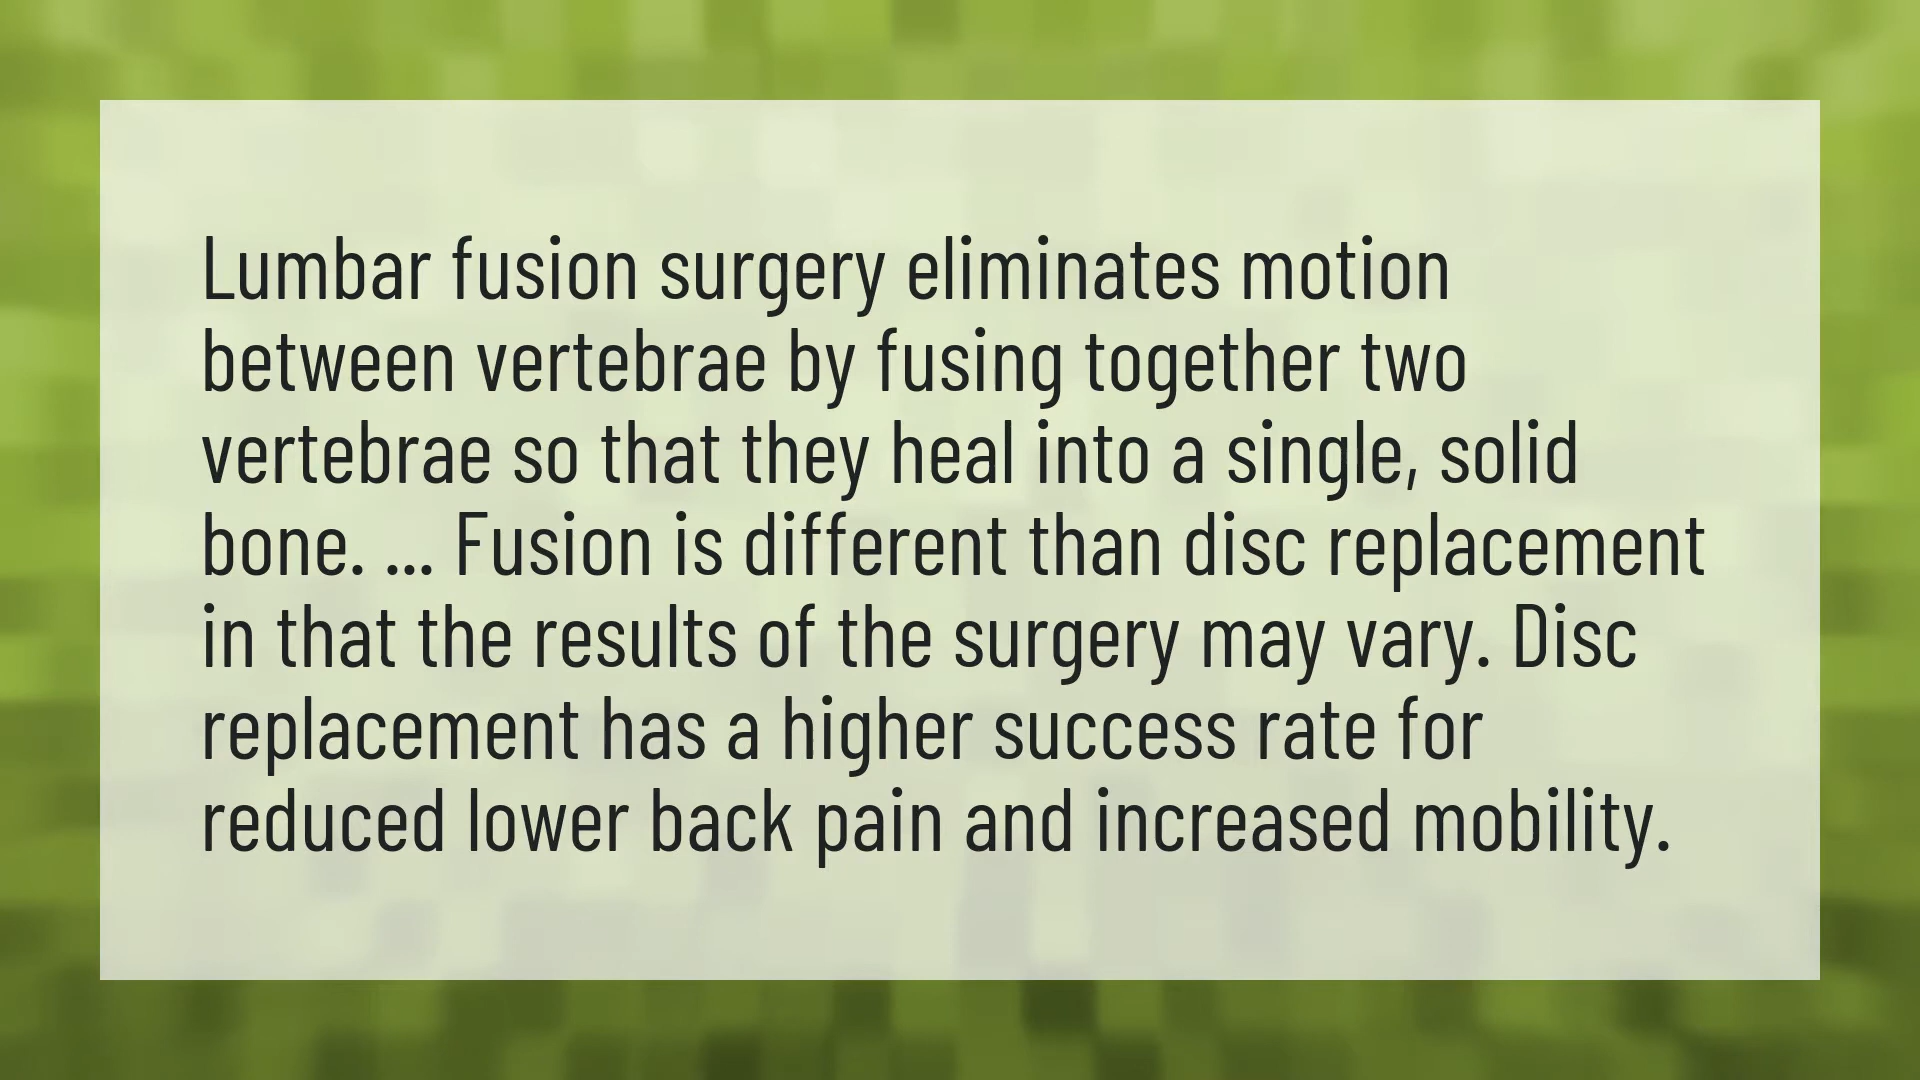 Lumbar fusion surgery eliminates motion
between vertebrae by fusing together two
vertebrae so that they heal into a single, solid
bone. ... Fusion is different than disc replacement
in that the results of the surgery may vary. Disc
replacement has a higher success rate for
reduced lower back pain and increased mobility.